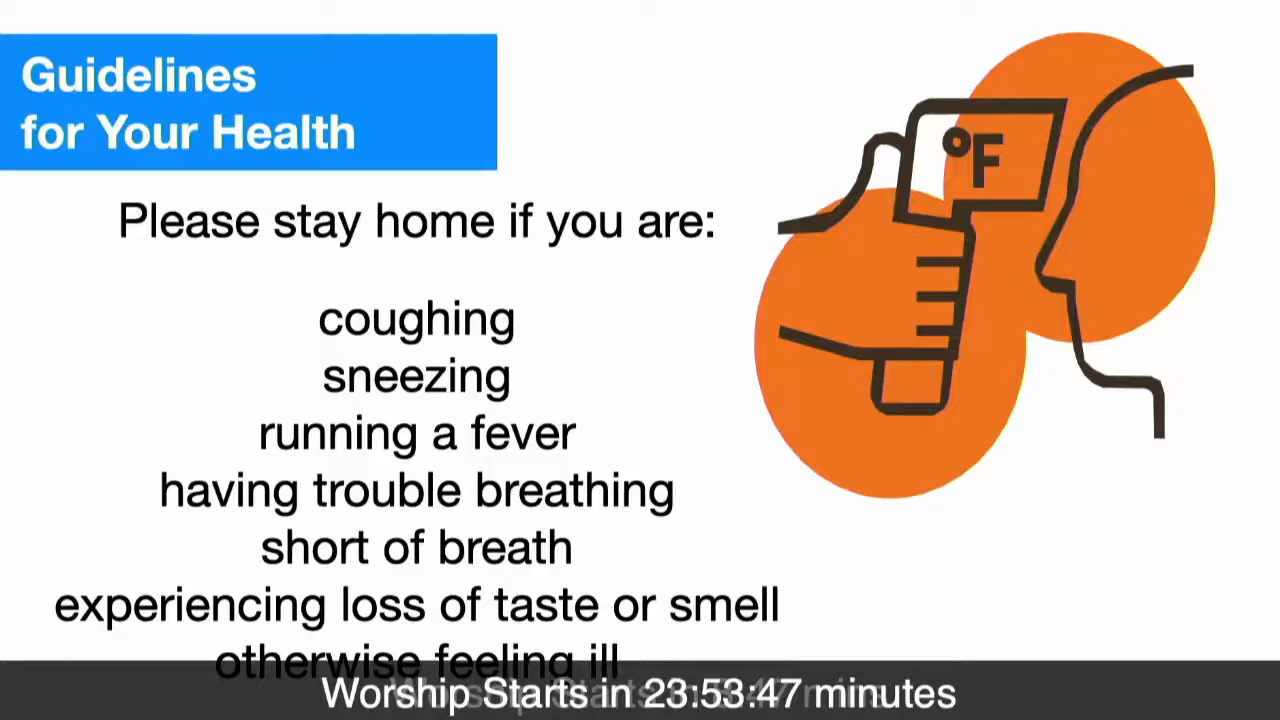 Guidelines
for Your Health
Please stay home if you are:
coughing
sneezing
running a fever
having trouble breathing
short of breath
experiencing loss of taste or smell
otherwise feeling ill
Worship Starts in 23:53:47 minutes
°F